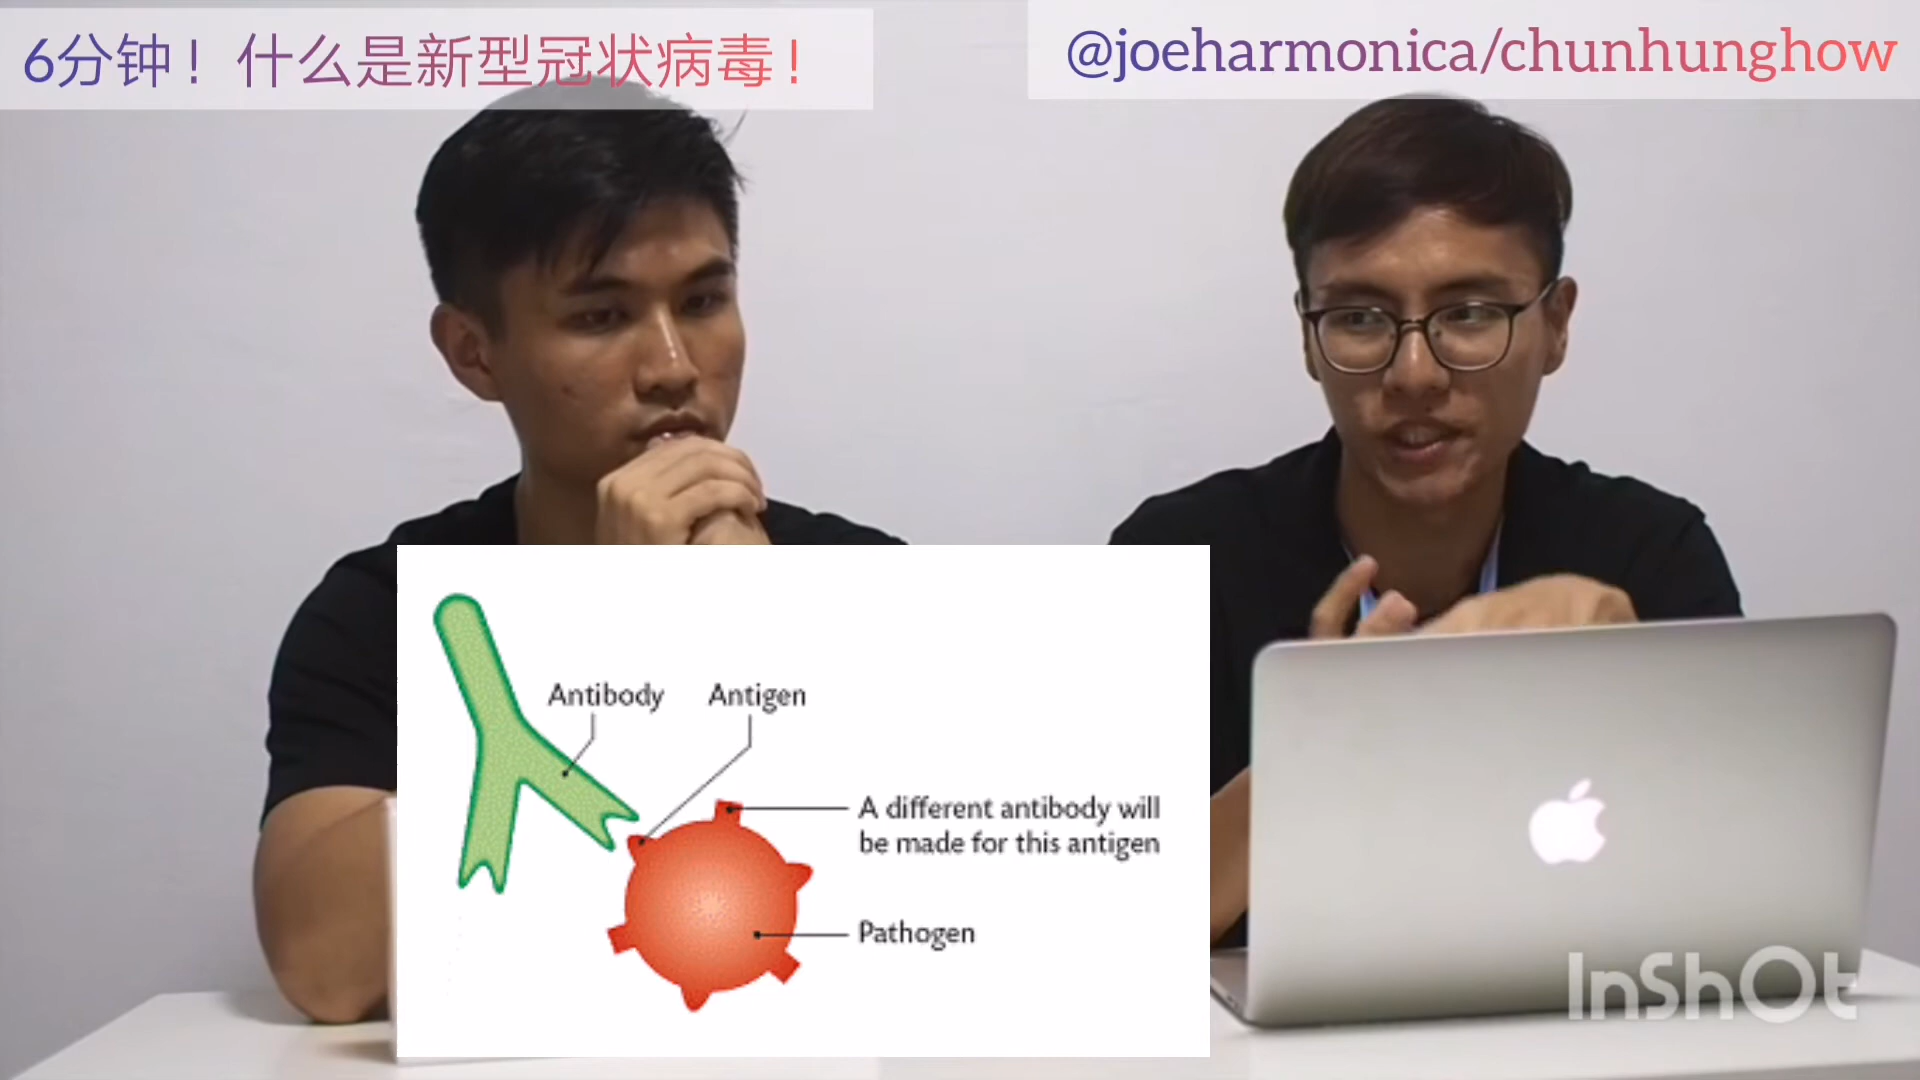 6分钟！什么是新型冠状病毒！
@joeharmonica/chunhunghow
Antibody
Antigen
A different antibody will
be made for this antigen
Pathogen
InShOt